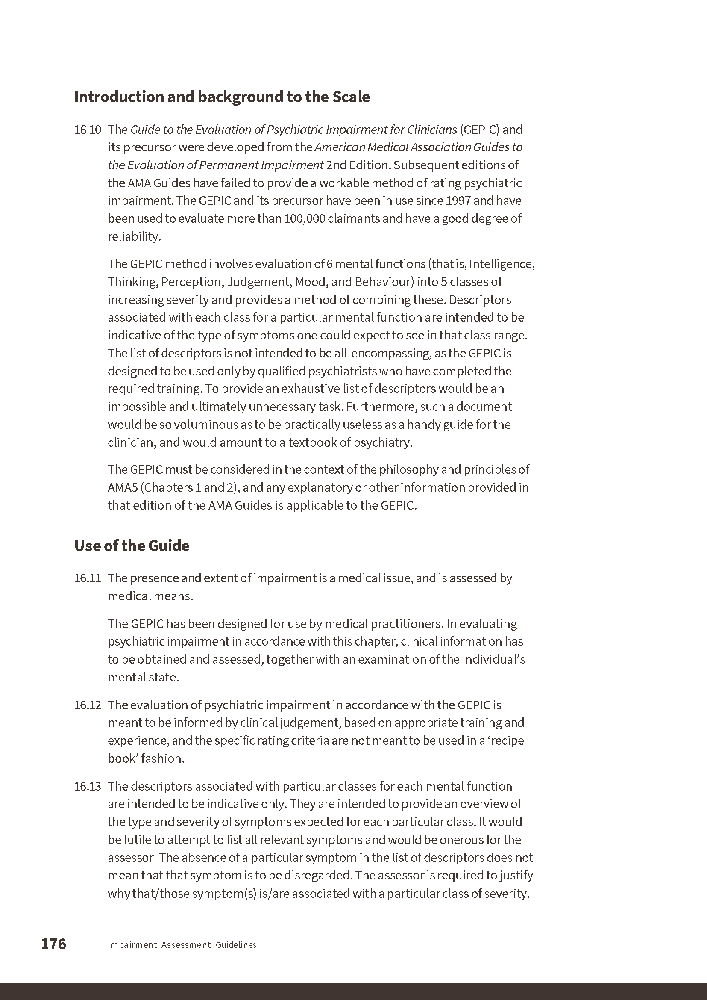 Introduction and background to the Scale
16.10 The Guide to the Evaluation of Psychiatric Impairment for Clinicians (GEPIC) and
its precursor were developed from the American Medical Association Guides to
the Evaluation of Permanent Impairment 2nd Edition. Subsequent editions of
the AMA Guides have failed to provide a workable method of rating psychiatric
impairment. The GEPIC and its precursor have been in use since 1997 and have
been used to evaluate more than 100,000 claimants and have a good degree of
reliability.
The GEPIC method involves evaluation of 6 mental functions (that is, Intelligence,
Thinking, Perception, Judgement, Mood, and Behaviour) into 5 classes of
increasing severity and provides a method of combining these. Descriptors
associated with each class for a particular mental function are intended to be
indicative of the type of symptoms one could expect to see in that class range.
The list of descriptors is not intended to be all-encompassing, as the GEPIC is
designed to be used only by qualified psychiatrists who have completed the
required training. To provide an exhaustive list of descriptors would be an
impossible and ultimately unnecessary task. Furthermore, such a document
would be so voluminous as to be practically useless as a handy guide for the
clinician, and would amount to a textbook of psychiatry.
The GEPIC must be considered in the context of the philosophy and principles of
AMA5 (Chapters 1 and 2), and any explanatory or other information provided in
that edition of the AMA Guides is applicable to the GEPIC.
Use of the Guide
16.11 The presence and extent of impairment is a medical issue, and is assessed by
medical means.
The GEPIC has been designed for use by medical practitioners. In evaluating
psychiatric impairment in accordance with this chapter, clinical information has
to be obtained and assessed, together with an examination of the individual’s
mental state.
16.12 The evaluation of psychiatric impairment in accordance with the GEPIC is
meant to be informed by clinical judgement, based on appropriate training and
experience, and the specific rating criteria are not meant to be used in a ‘recipe
book’ fashion.
16.13 The descriptors associated with particular classes for each mental function
are intended to be indicative only. They are intended to provide an overview of
the type and severity of symptoms expected for each particular class. It would
be futile to attempt to list all relevant symptoms and would be onerous for the
assessor. The absence of a particular symptom in the list of descriptors does not
mean that that symptom is to be disregarded. The assessor is required to justify
why that/those symptom(s) is/are associated with a particular class of severity.
176 Impairment Assessment Guidelines